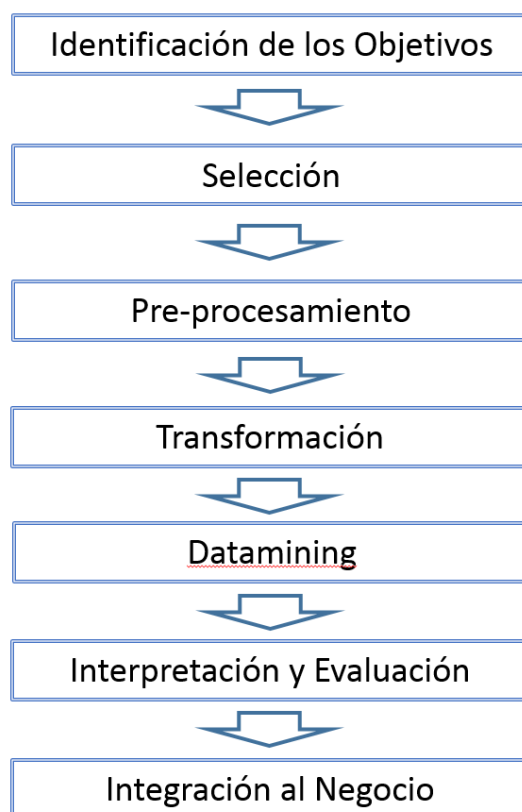 Identificación de los Objetivos
Selección
Pre-procesamiento
Transformación
Datamining
Interpretación y Evaluación
Integración al Negocio